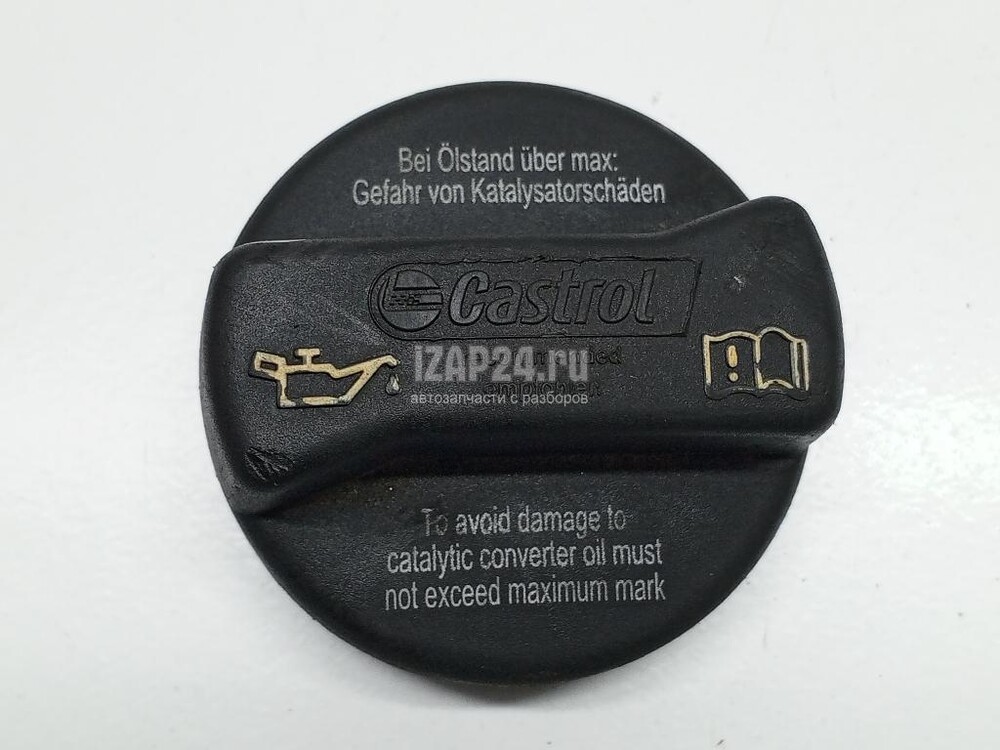 Bei Ölstand über max:
Gefahr von Katalysatorschäden
Castrol
IZAP24.ru
автозапчасти с разборов
To avoid damage to
catalytic converter oil must
not exceed maximum mark